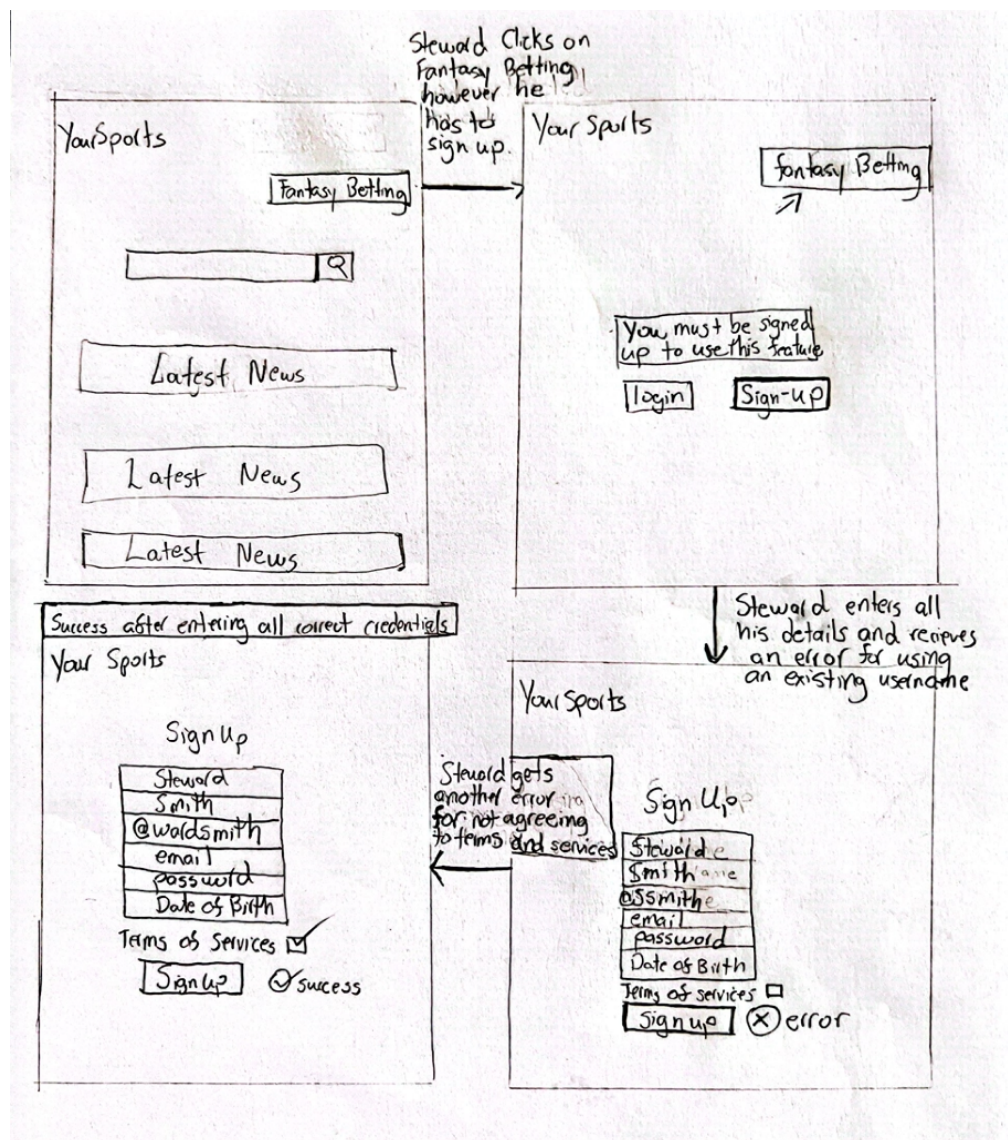 Steward Clicks on
Fantasy Betting,
however he
has to
sign up.
YourSports
Fantasy Betting
Latest News
Latest News
Latest News
Your Sports
fantasy Betting
You must be signed
up to use this feature
login
Sign-up
Steward enters all
his details and recieves
an error for using
an existing username
Your Sports
Steward gets
another error
for not agreeing
to terms and services
Sign Up
Steward
Smith
@ssmith
email
password
Date of Birth
Terms of services
Sign up
error
Success after entering all correct credentials
Your Sports
Sign Up
Steward
Smith
@wardsmith
email
password
Date of Birth
Terms of Services
Sign up
Success